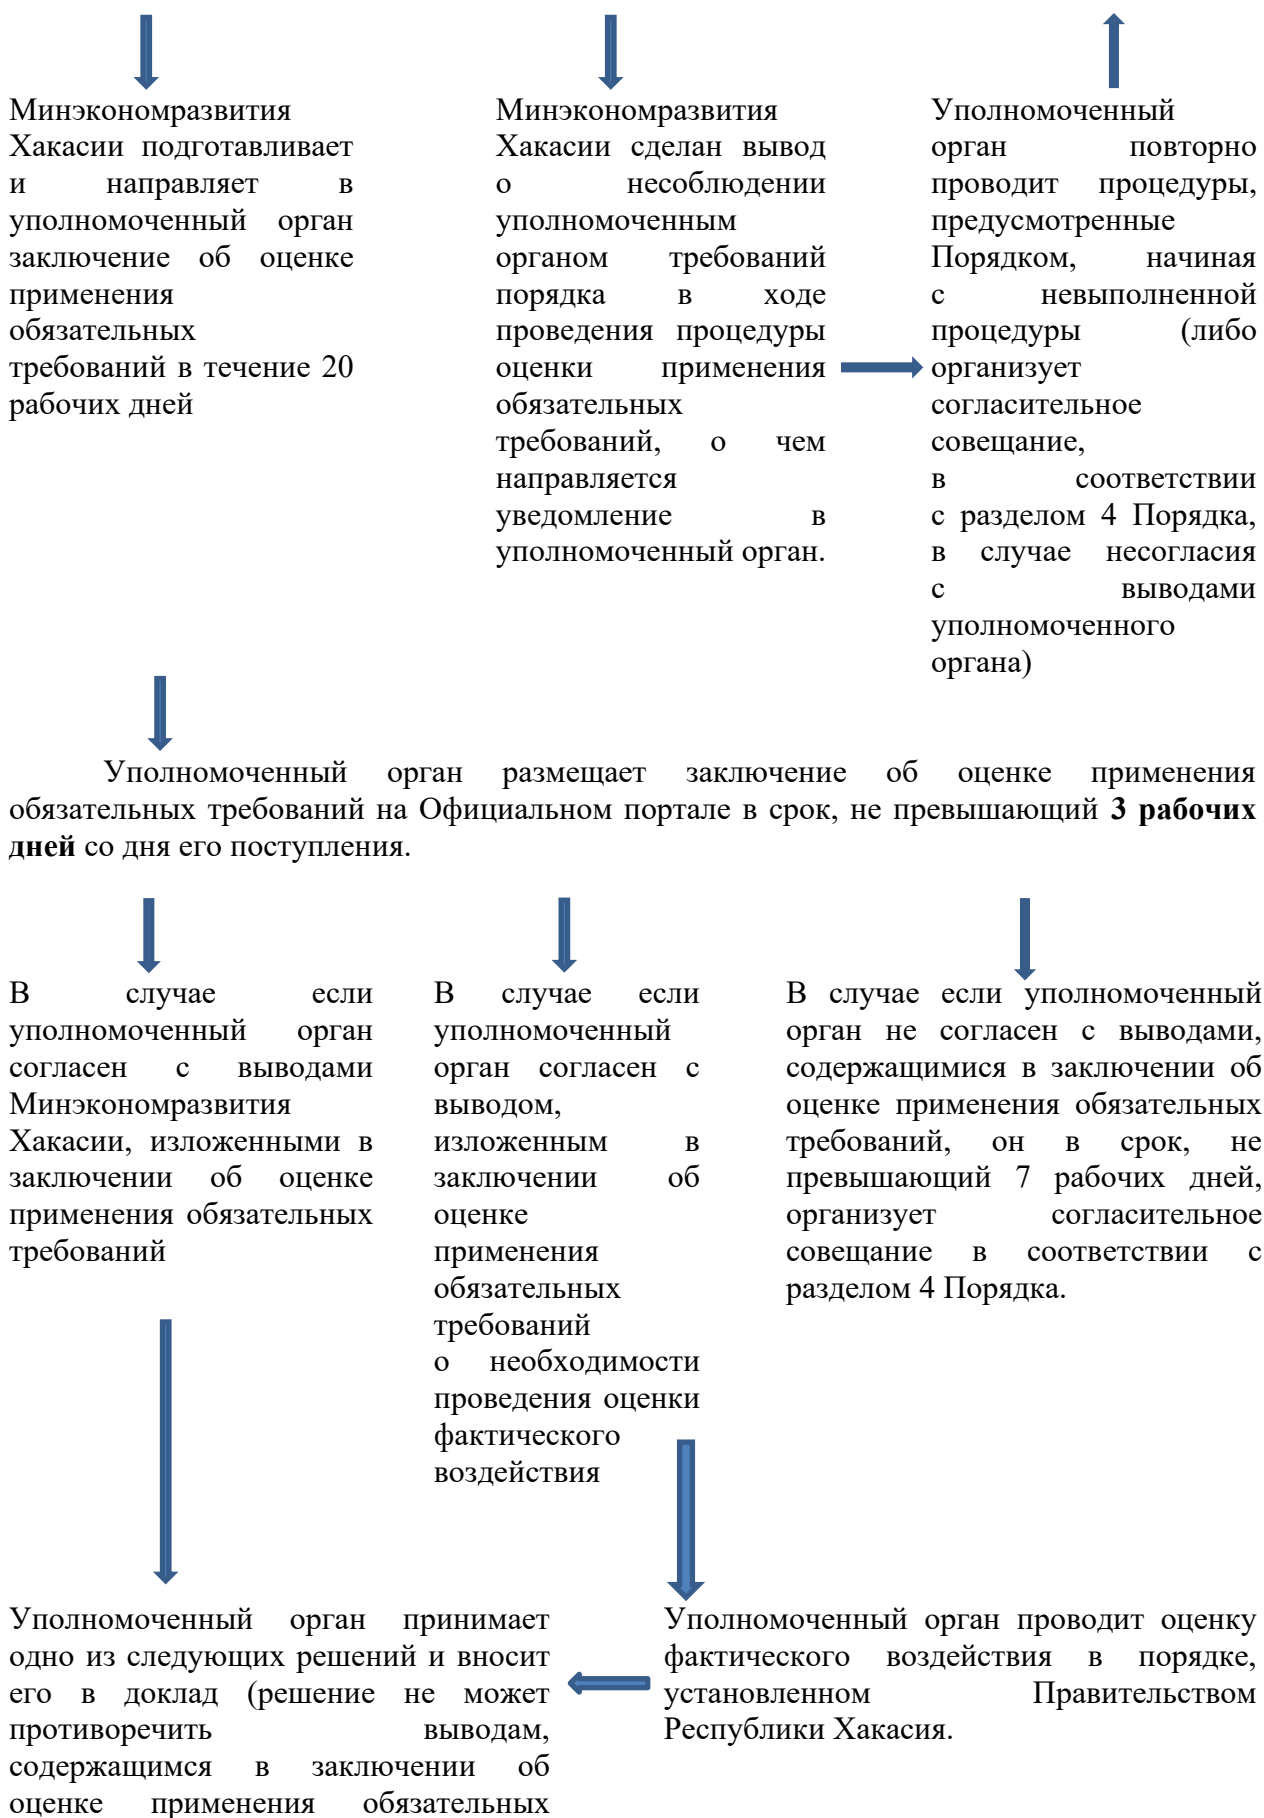 Минэкономразвития
Хакасии подготавливает
и направляет в
уполномоченный орган
заключение об оценке
применения
обязательных
требований в течение 20
рабочих дней
Минэкономразвития
Хакасии сделан вывод
о несоблюдении
уполномоченным
органом требований
порядка в ходе
проведения процедуры
оценки применения
обязательных
требований, о чем
направляется
уведомление в
уполномоченный орган.
Уполномоченный
орган повторно
проводит процедуры,
предусмотренные
Порядком, начиная
с невыполненной
процедуры (либо
организует
согласительное
совещание,
в соответствии
с разделом 4 Порядка,
в случае несогласия
с выводами
уполномоченного
органа)
Уполномоченный орган размещает заключение об оценке применения
обязательных требований на Официальном портале в срок, не превышающий 3 рабочих
дней со дня его поступления.
В случае если
уполномоченный орган
согласен с выводами
Минэкономразвития
Хакасии, изложенными в
заключении об оценке
применения обязательных
требований
В случае если
уполномоченный
орган согласен с
выводом,
изложенным в
заключении об
оценке
применения
обязательных
требований
о необходимости
проведения оценки
фактического
воздействия
В случае если уполномоченный
орган не согласен с выводами,
содержащимися в заключении об
оценке применения обязательных
требований, он в срок, не
превышающий 7 рабочих дней,
организует согласительное
совещание в соответствии с
разделом 4 Порядка.
Уполномоченный орган принимает
одно из следующих решений и вносит
его в доклад (решение не может
противоречить выводам,
содержащимся в заключении об
оценке применения обязательных
Уполномоченный орган проводит оценку
фактического воздействия в порядке,
установленном Правительством
Республики Хакасия.